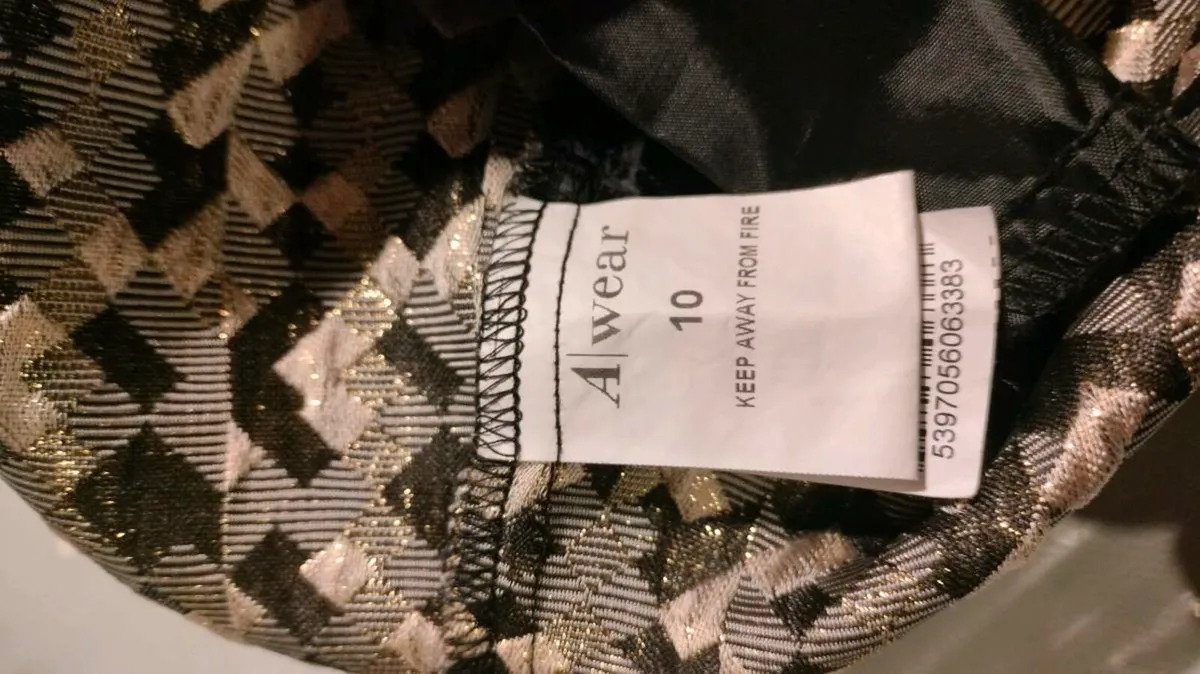 A|wear
10
KEEP AWAY FROM FIRE
5397056063383